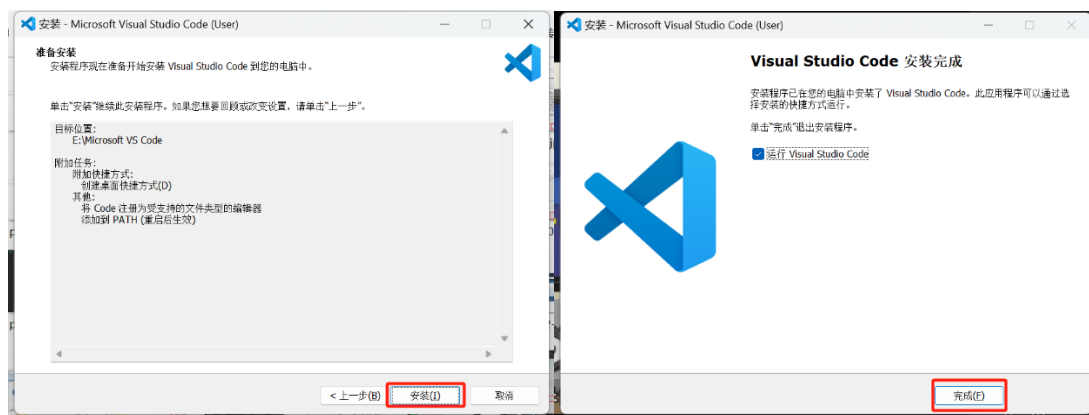 安装 - Microsoft Visual Studio Code (User)
准备安装
安装程序现在准备开始安装 Visual Studio Code 到您的电脑中。
单击"安装"继续此安装程序。如果您想要回顾或改变设置，请单击"上一步"。
目标位置:
E:\Microsoft VS Code
附加任务:
附加快捷方式:
创建桌面快捷方式(D)
其他:
将 Code 注册为受支持的文件类型的编辑器
添加到 PATH (重启后生效)
< 上一步(B)
安装(I)
取消
安装 - Microsoft Visual Studio Code (User)
Visual Studio Code 安装完成
安装程序已在您的电脑中安装了 Visual Studio Code。此应用程序可以通过选
择安装的快捷方式运行。
单击"完成"退出安装程序。
运行 Visual Studio Code
完成(F)